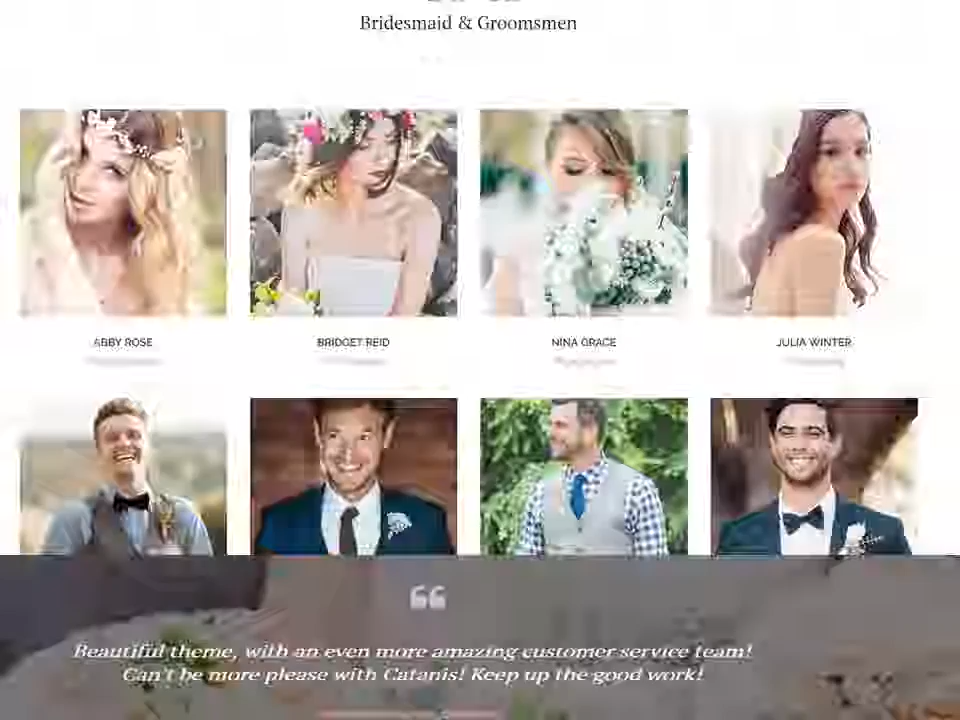 Bridesmaid & Groomsmen
ABBY ROSE
BRIDGET REID
NINA GRACE
JULIA WINTER
Beautiful theme, with an even more amazing customer service team!
Can't be more please with Catanis! Keep up the good work!